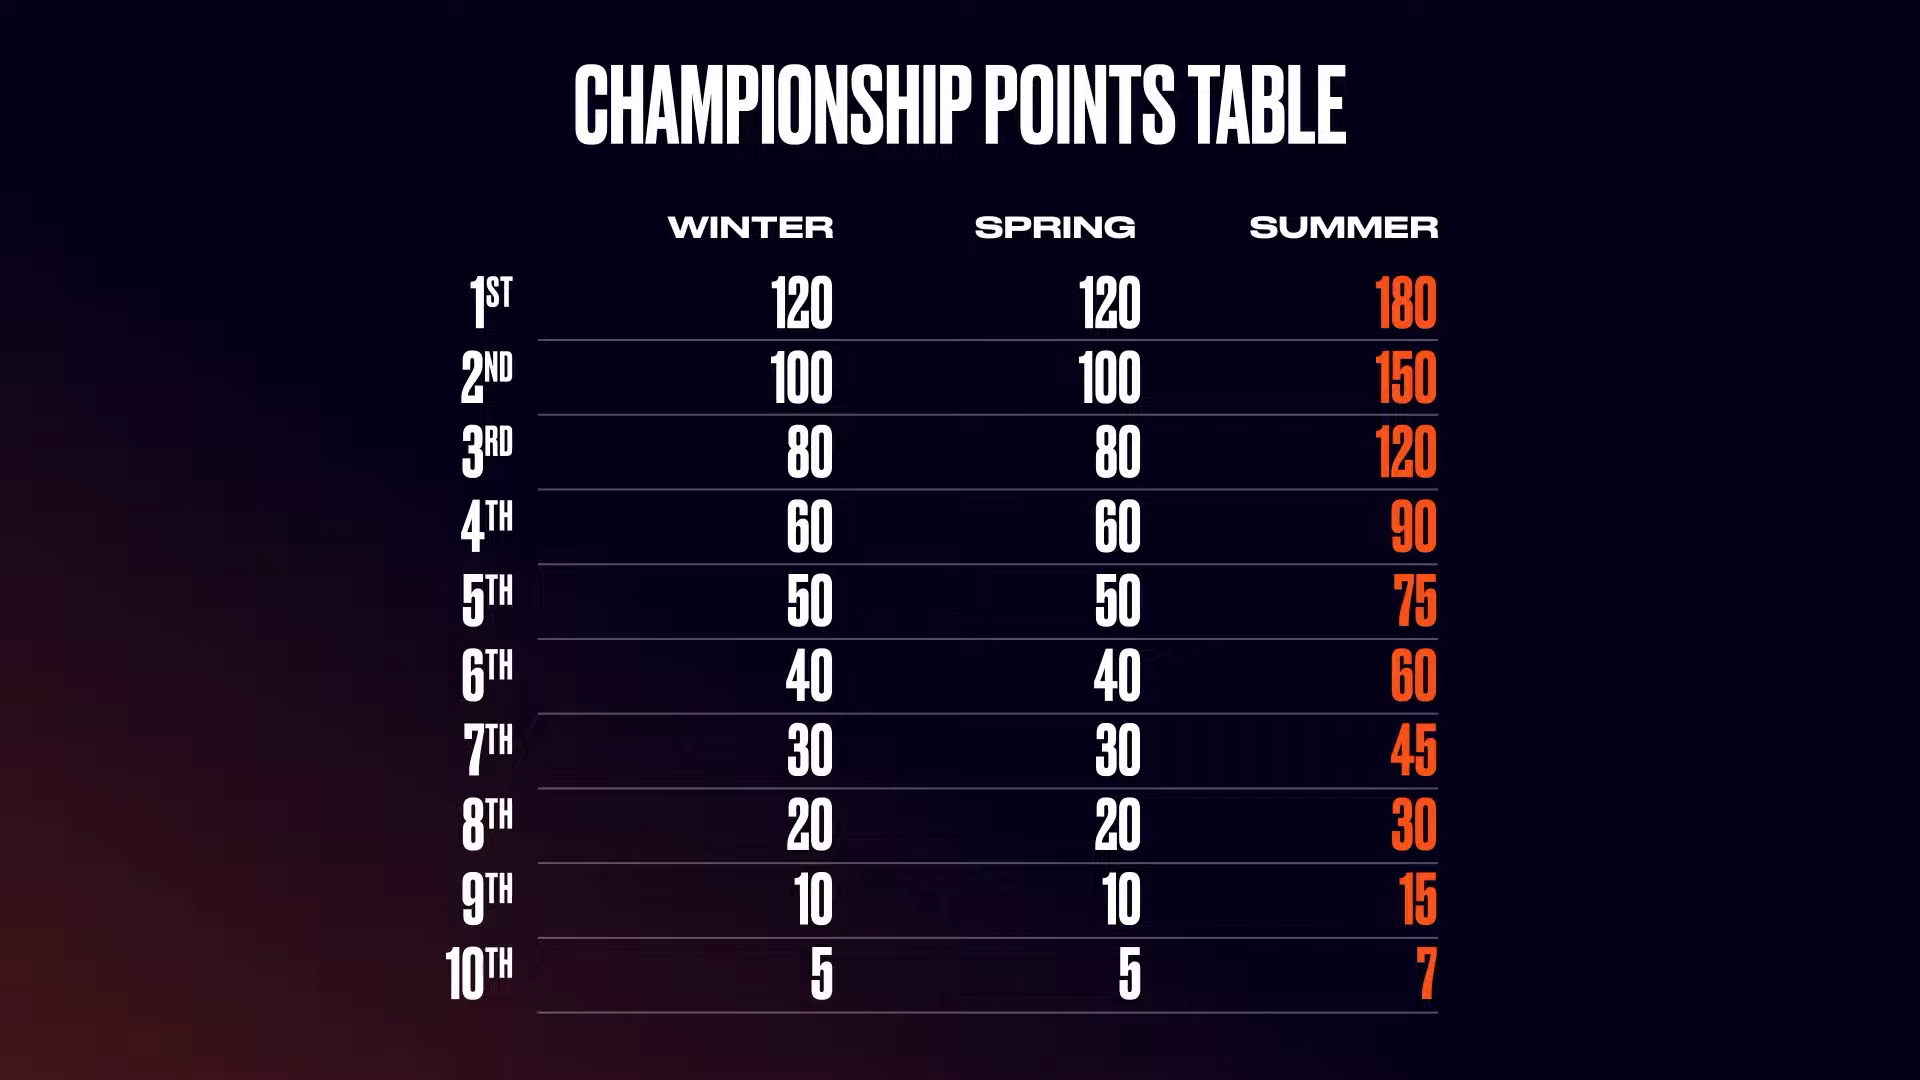 CHAMPIONSHIP POINTS TABLE
WINTER SPRING SUMMER
1ST 120 120 180
2ND 100 100 150
3RD 80 80 120
4TH 60 60 90
5TH 50 50 75
6TH 40 40 60
7TH 30 30 45
8TH 20 20 30
9TH 10 10 15
10TH 5 5 7